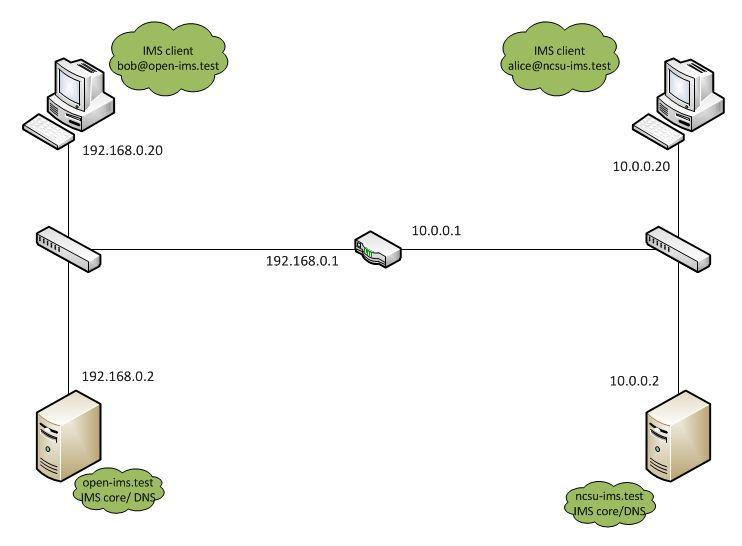 IMS client
bob@open-ims.test
IMS client
alice@ncsu-ims.test
192.168.0.20
10.0.0.20
10.0.0.1
192.168.0.1
192.168.0.2
10.0.0.2
open-ims.test
IMS core/ DNS
ncsu-ims.test
IMS core/DNS